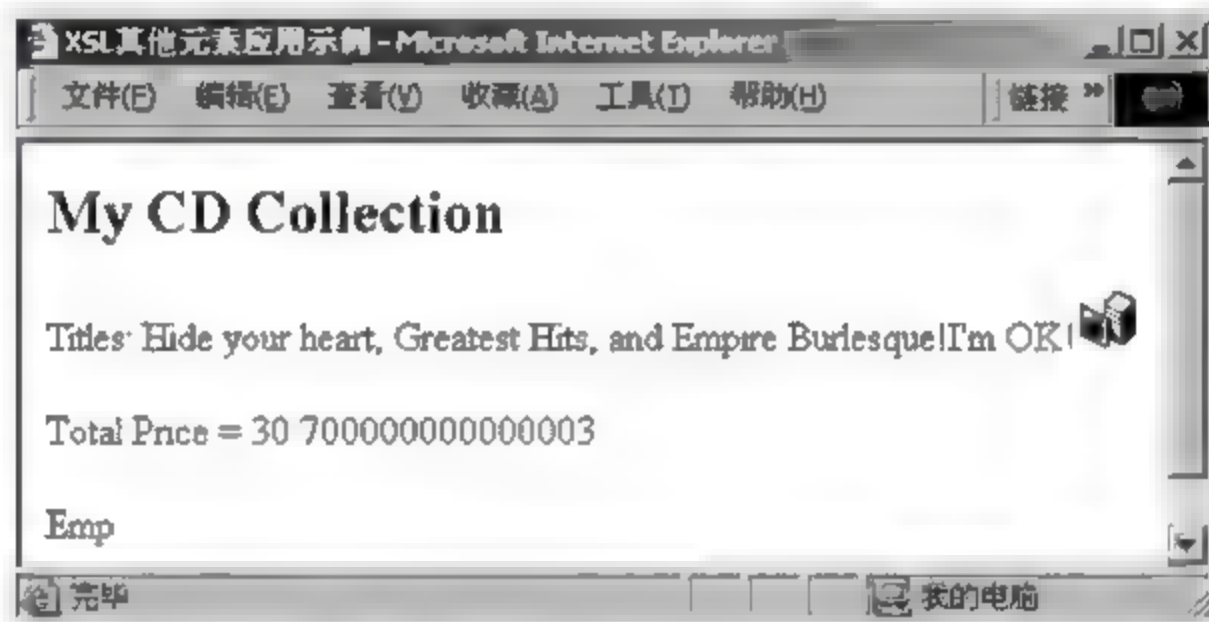 XSL其他元素应用示例 - Microsoft Internet Explorer
文件(F) 编辑(E) 查看(V) 收藏(A) 工具(T) 帮助(H) 链接 »
My CD Collection
Titles: Hide your heart, Greatest Hits, and Empire Burlesque!I'm OK!
Total Price = 30.700000000000003
Emp
完毕 我的电脑